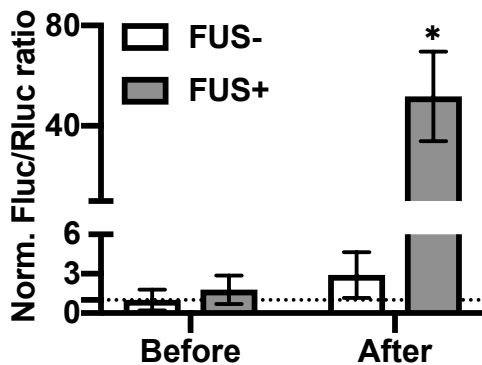 Norm. Fluc/Rluc ratio
80
40
6
3
0
FUS-
FUS+
*
Before
After